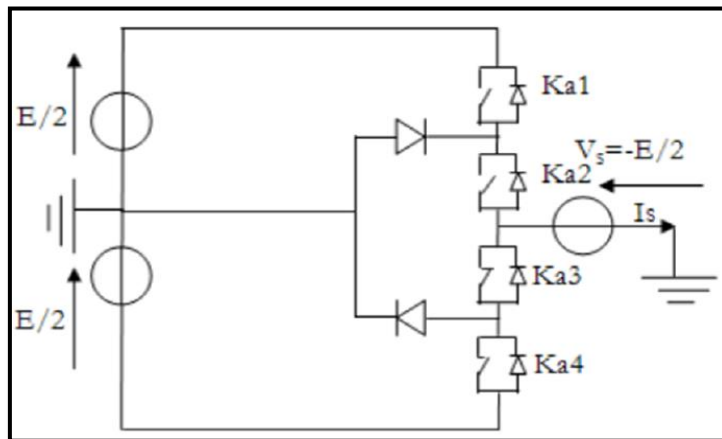 Ka1
E/2
Vₛ=-E/2
Ka2
Is
Ka3
E/2
Ka4